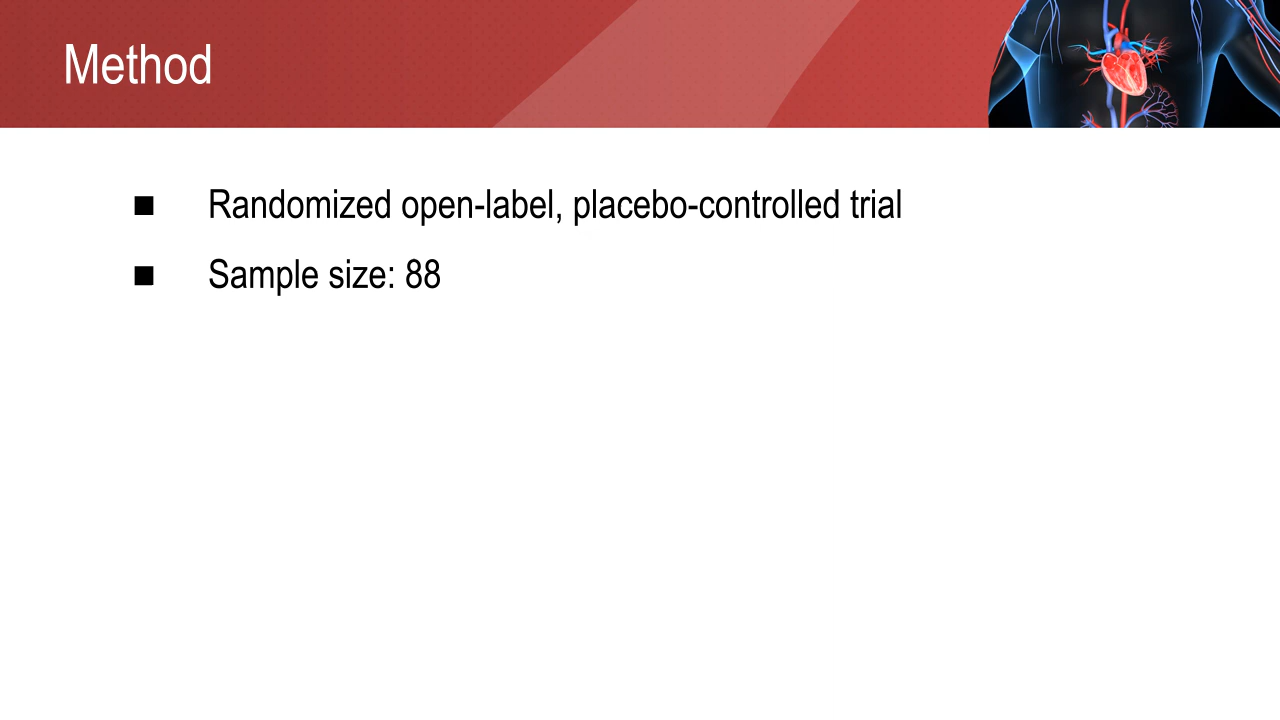 Method
■ Randomized open-label, placebo-controlled trial
■ Sample size: 88